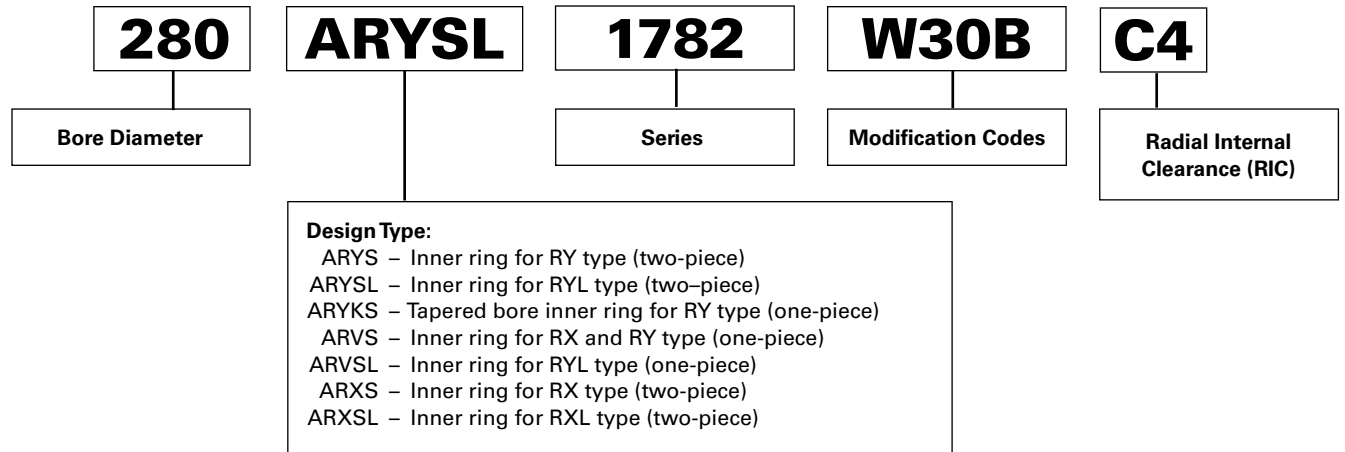 280 ARYSL 1782 W30B C4
Bore Diameter
Series
Modification Codes
Radial Internal
Clearance (RIC)
Design Type:
ARYS – Inner ring for RY type (two-piece)
ARYSL – Inner ring for RYL type (two–piece)
ARYKS – Tapered bore inner ring for RY type (one-piece)
ARVS – Inner ring for RX and RY type (one-piece)
ARVSL – Inner ring for RYL type (one-piece)
ARXS – Inner ring for RX type (two-piece)
ARXSL – Inner ring for RXL type (two-piece)